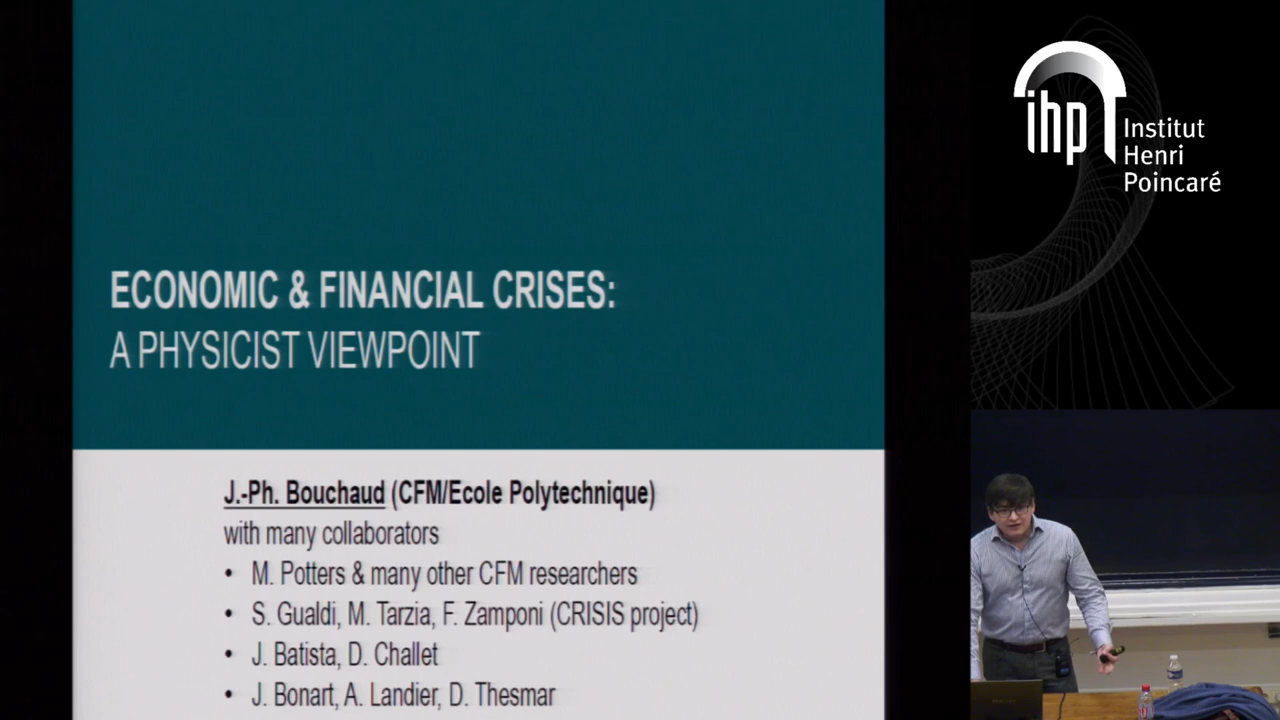 ECONOMIC & FINANCIAL CRISES:
A PHYSICIST VIEWPOINT
J.-Ph. Bouchaud (CFM/Ecole Polytechnique)
with many collaborators
• M. Potters & many other CFM researchers
• S. Gualdi, M. Tarzia, F. Zamponi (CRISIS project)
• J. Batista, D. Challet
• J. Bonart, A. Landier, D. Thesmar
ihp
Institut
Henri
Poincaré